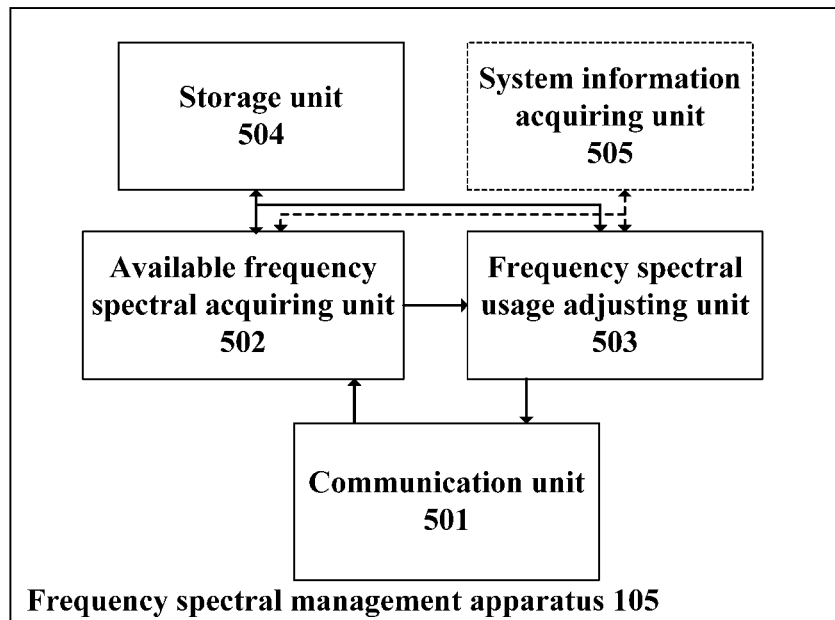 Storage unit
504
System information
acquiring unit
505
Available frequency
spectral acquiring unit
502
Frequency spectral
usage adjusting unit
503
Communication unit
501
Frequency spectral management apparatus 105